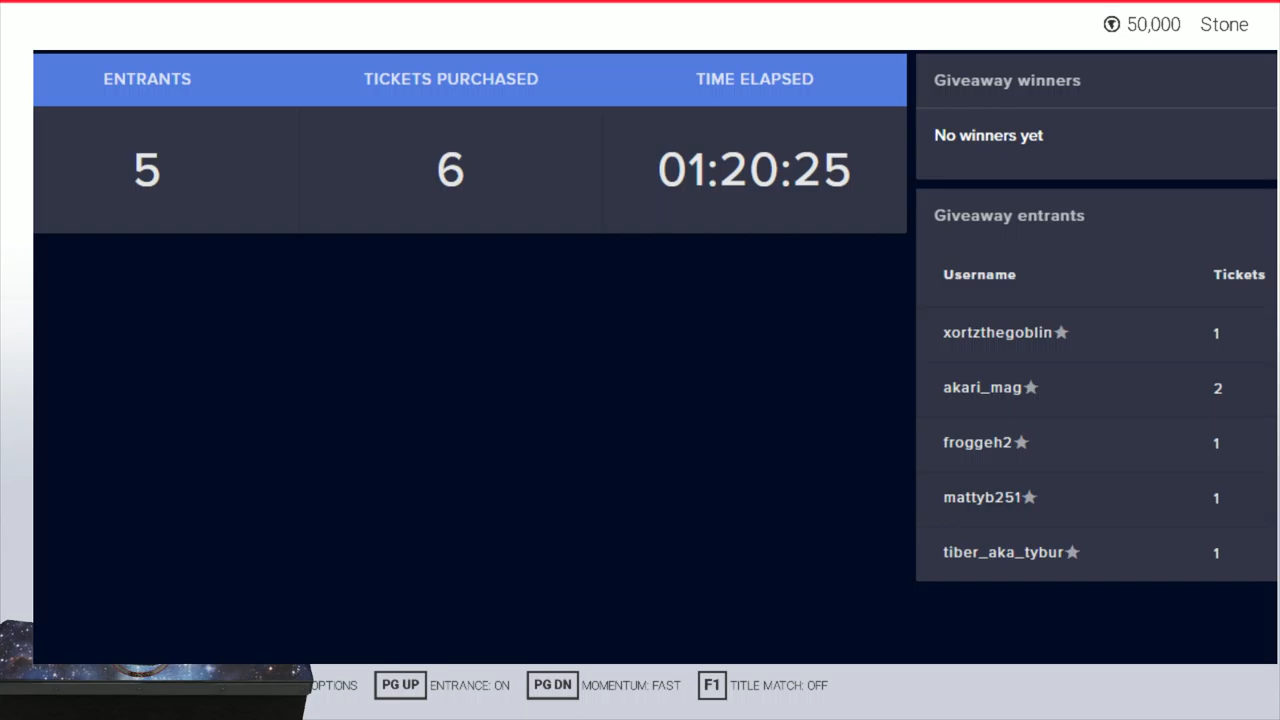 50,000 Stone
ENTRANTS TICKETS PURCHASED TIME ELAPSED
5 6 01:20:25
Giveaway winners
No winners yet
Giveaway entrants
Username Tickets
xortzthegoblin★ 1
akari_mag★ 2
froggeh2★ 1
mattyb251★ 1
tiber_aka_tybur★ 1
OPTIONS PG UP ENTRANCE: ON PG DN MOMENTUM: FAST F1 TITLE MATCH: OFF